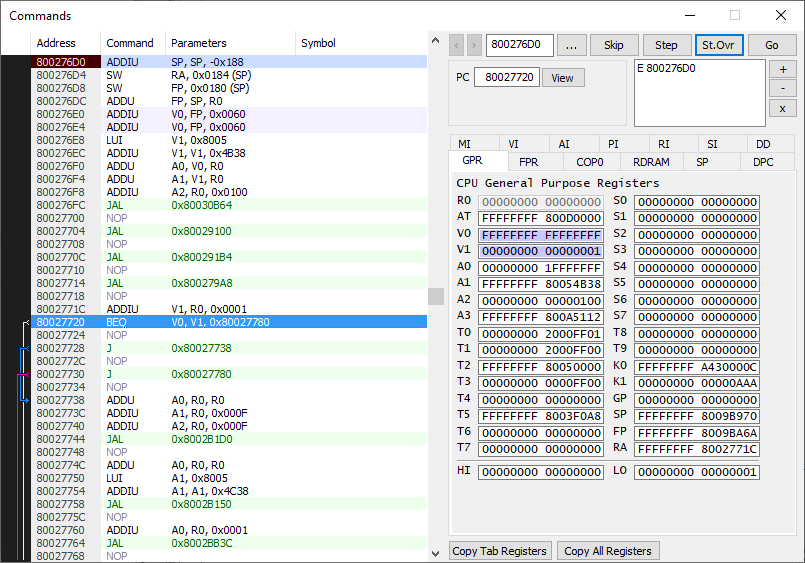 Commands
Address Command Parameters Symbol
800276D0 ADDIU SP, SP, -0x188
800276D4 SW RA, 0x0184 (SP)
800276D8 SW FP, 0x0180 (SP)
800276DC ADDU FP, SP, R0
800276E0 ADDIU V0, FP, 0x0060
800276E4 ADDIU V0, FP, 0x0060
800276E8 LUI V1, 0x8005
800276EC ADDIU V1, V1, 0x4B38
800276F0 ADDU A0, V0, R0
800276F4 ADDU A1, V1, R0
800276F8 ADDIU A2, R0, 0x0100
800276FC JAL 0x80030B64
80027700 NOP
80027704 JAL 0x80029100
80027708 NOP
8002770C JAL 0x800291B4
80027710 NOP
80027714 JAL 0x800279A8
80027718 NOP
8002771C ADDIU V1, R0, 0x0001
80027720 BEQ V0, V1, 0x80027780
80027724 NOP
80027728 J 0x80027738
8002772C NOP
80027730 J 0x80027780
80027734 NOP
80027738 ADDU A0, R0, R0
8002773C ADDIU A1, R0, 0x000F
80027740 ADDIU A2, R0, 0x000F
80027744 JAL 0x8002B1D0
80027748 NOP
8002774C ADDU A0, R0, R0
80027750 LUI A1, 0x8005
80027754 ADDIU A1, A1, 0x4C38
80027758 JAL 0x8002B150
8002775C NOP
80027760 ADDIU A0, R0, 0x0001
80027764 JAL 0x8002BB3C
80027768 NOP
< > 800276D0 ... Skip Step St.Ovr Go
PC 80027720 View
E 800276D0
+
-
x
MI VI AI PI RI SI DD
GPR FPR COP0 RDRAM SP DPC
CPU General Purpose Registers
R0 00000000 00000000 S0 00000000 00000000
AT FFFFFFFF 800D0000 S1 00000000 00000000
V0 FFFFFFFF FFFFFFFF S2 00000000 00000000
V1 00000000 00000001 S3 00000000 00000000
A0 00000000 1FFFFFFF S4 00000000 00000000
A1 FFFFFFFF 80054B38 S5 00000000 00000000
A2 00000000 00000100 S6 00000000 00000000
A3 FFFFFFFF 800A5112 S7 00000000 00000000
T0 00000000 2000FF01 T8 00000000 00000000
T1 00000000 2000FF00 T9 00000000 00000000
T2 FFFFFFFF 80050000 K0 FFFFFFFF A430000C
T3 00000000 0000FF00 K1 00000000 00000AAA
T4 00000000 00000000 GP 00000000 00000000
T5 FFFFFFFF 8003F0A8 SP FFFFFFFF 8009B970
T6 00000000 00000000 FP FFFFFFFF 8009BA6A
T7 00000000 00000000 RA FFFFFFFF 8002771C
HI 00000000 00000000 LO 00000000 00000001
Copy Tab Registers Copy All Registers